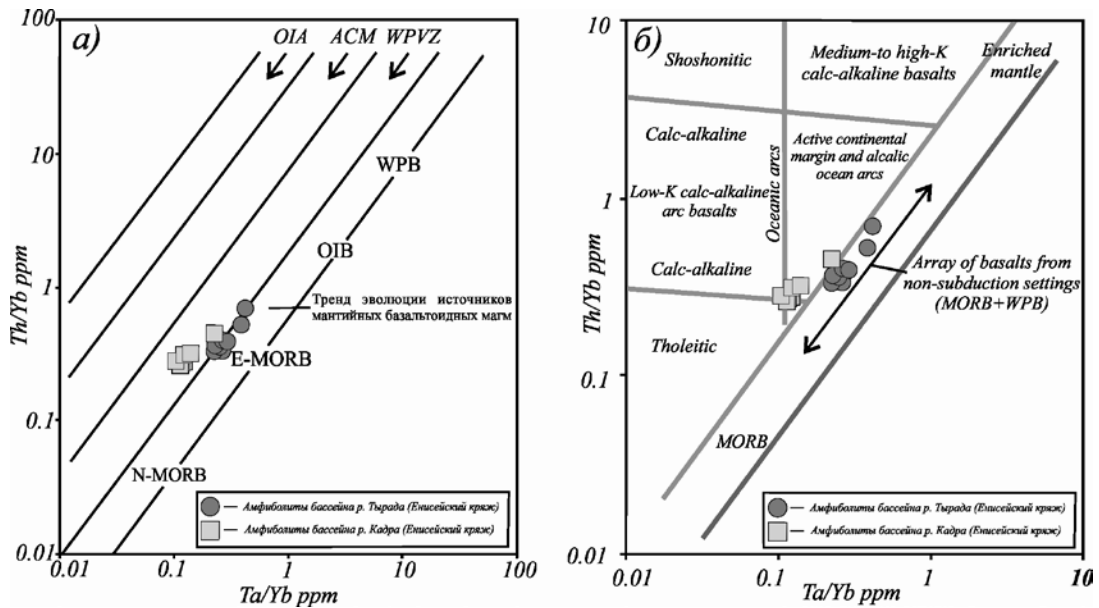 а)
OIA
ACM
WPVZ
WPB
OIB
Тренд эволюции источников
мантийных базальтоидных магм
E-MORB
N-MORB
Амфиболиты бассейна р. Тырада (Енисейский кряж)
Амфиболиты бассейна р. Кадра (Енисейский кряж)
Th/Yb ppm
100
10
1
0.1
0.01
0.01
0.1
1
10
100
Ta/Yb ppm
б)
Shoshonitic
Medium-to high-K
calc-alkaline basalts
Enriched
mantle
Calc-alkaline
Active continental
margin and alcalic
ocean arcs
Low-K calc-alkaline
arc basalts
Oceanic arcs
Calc-alkaline
Array of basalts from
non-subduction settings
(MORB+WPB)
Tholeitic
MORB
– Амфиболиты бассейна р. Тырада (Енисейский кряж)
– Амфиболиты бассейна р. Кадра (Енисейский кряж)
Th/Yb ppm
10
1
0.1
0.01
0.01
0.1
1
10
Ta/Yb ppm